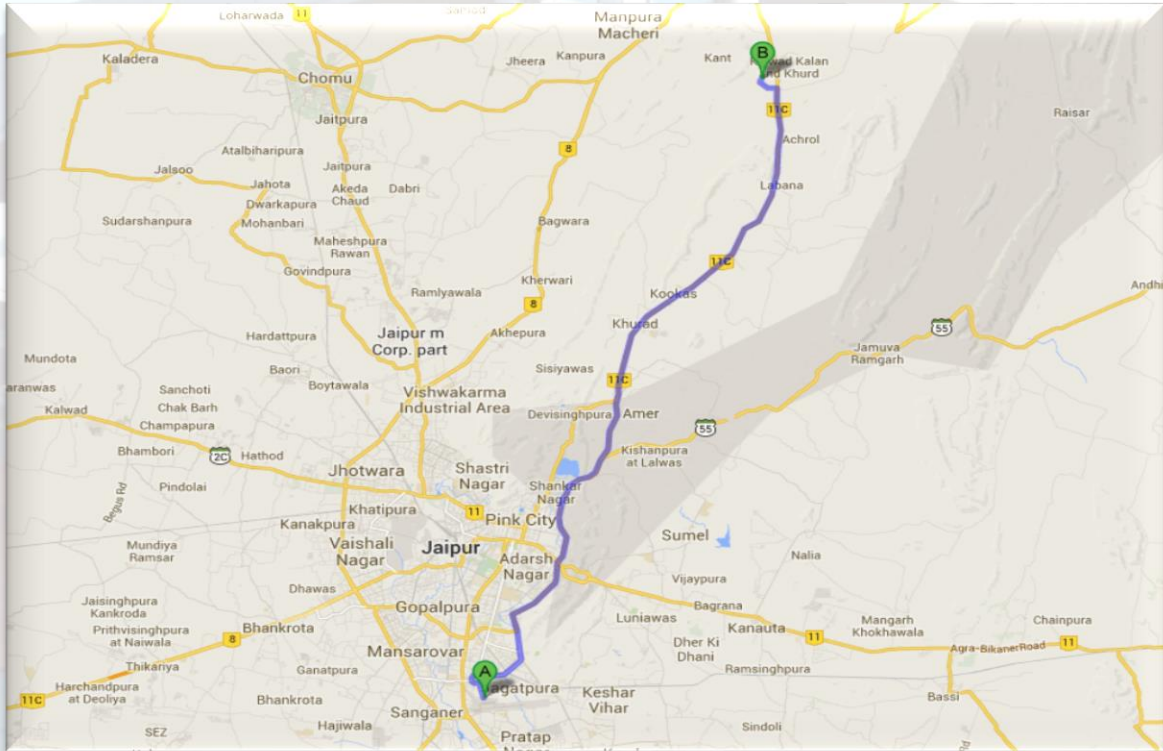 Loharwada
11
Samod
Manpura
Macheri
Kaladera
Jheera
Kanpura
Kant
B
Kalan
nd Khurd
Chomu
11C
Raisar
Jaitpura
Achrol
8
Atalbiharipura
Jalsoo
Jaitpura
Jahota
Akeda
Chaud
Dabri
Labana
Dwarkapura
Sudarshanpura
Mohanbari
Bagwara
Maheshpura
Rawan
Govindpura
11C
Kherwari
Ramlyawala
Kookas
Andhi
8
Hardattpura
Jaipur m
Corp. part
Akhepura
Khurad
55
Mundota
Baori
Sisiyawas
Jamuva
Ramgarh
aranwas
Sanchoti
Boytawala
11C
Kalwad
Chak Barh
Vishwakarma
Industrial Area
Champapura
Devisinghpura
Amer
55
Bhambori
2C
Hathod
Kishanpura
at Lalwas
Jhotwara
Shastri
Nagar
Pindolai
Begus Rd
Shankar
Nagar
Khatipura
11
Kanakpura
Pink City
Sumel
Mundiya
Ramsar
Vaishali
Nagar
Jaipur
Adarsh
Nagar
Nalia
Dhawas
Vijaypura
Jaisinghpura
Kankroda
Gopalpura
Bagrana
Luniawas
Kanauta
Mangarh
Khokhawala
Chainpura
Prithvisinghpura
at Naiwala
8
Bhankrota
11
Agra-BikanerRoad
11
Mansarovar
Dher Ki
Dhani
Thikariya
Ganatpura
A
Ramsinghpura
Harchandpura
at Deoliya
agatpura
Keshar
Vihar
Bassi
11C
Bhankrota
Sanganer
SEZ
Hajiwala
Sindoli
Pratap